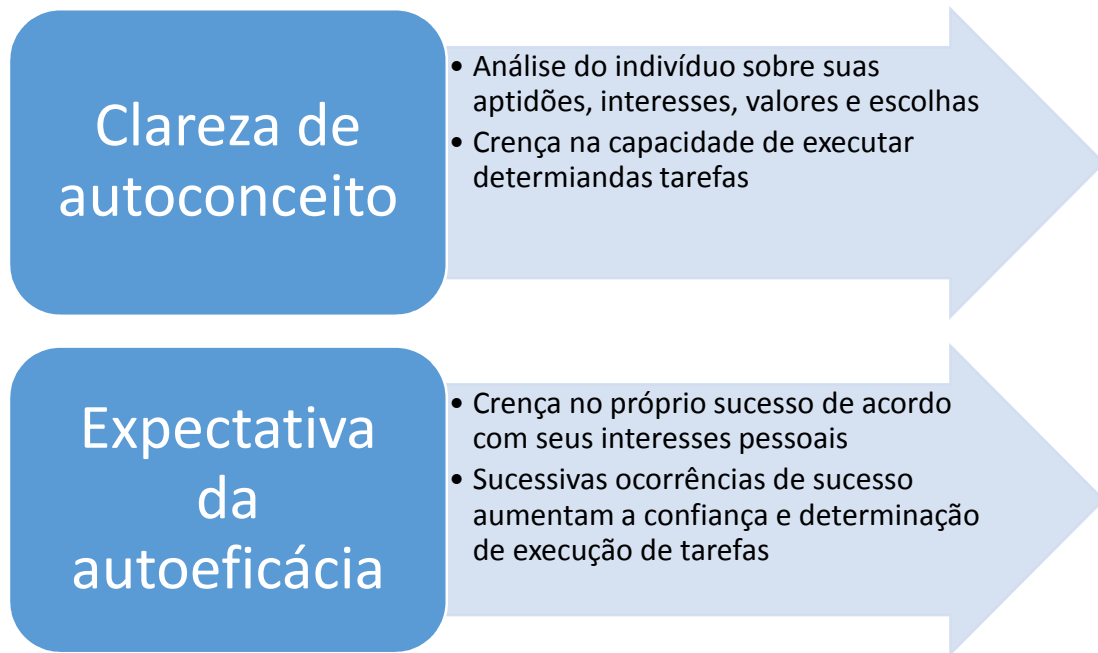 Clareza de
autoconceito
• Análise do indivíduo sobre suas
aptidões, interesses, valores e escolhas
• Crença na capacidade de executar
determiandas tarefas
Expectativa
da
autoeficácia
• Crença no próprio sucesso de acordo
com seus interesses pessoais
• Sucessivas ocorrências de sucesso
aumentam a confiança e determinação
de execução de tarefas